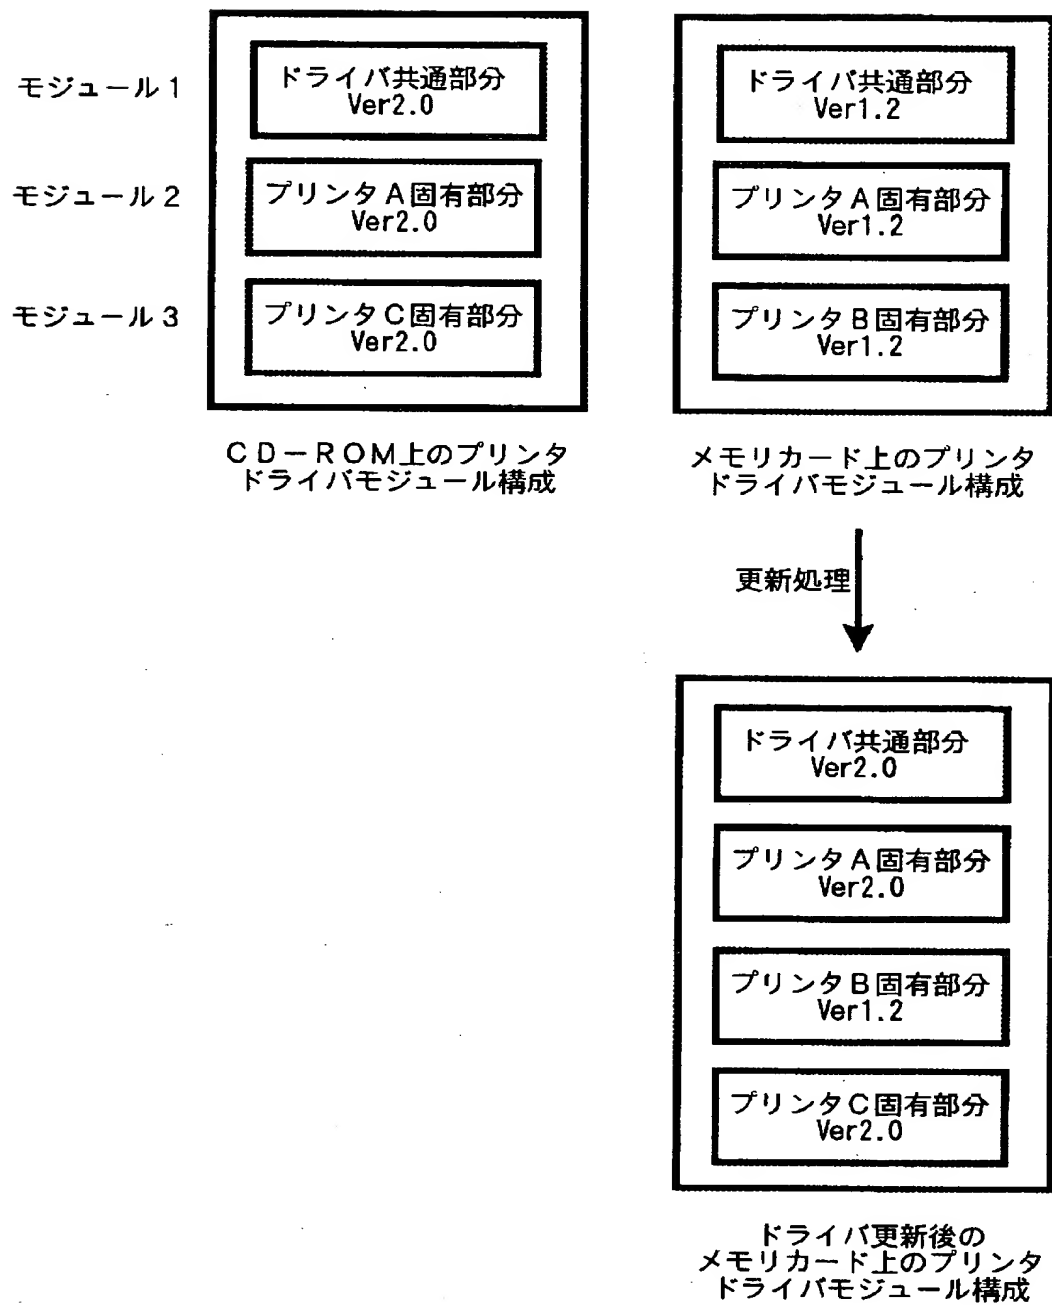 モジュール1
ドライバ共通部分
Ver2.0
モジュール2
プリンタA固有部分
Ver2.0
モジュール3
プリンタC固有部分
Ver2.0
CD－ROM上のプリンタ
ドライバモジュール構成
ドライバ共通部分
Ver1.2
プリンタA固有部分
Ver1.2
プリンタB固有部分
Ver1.2
メモリカード上のプリンタ
ドライバモジュール構成
更新処理
ドライバ共通部分
Ver2.0
プリンタA固有部分
Ver2.0
プリンタB固有部分
Ver1.2
プリンタC固有部分
Ver2.0
ドライバ更新後の
メモリカード上のプリンタ
ドライバモジュール構成